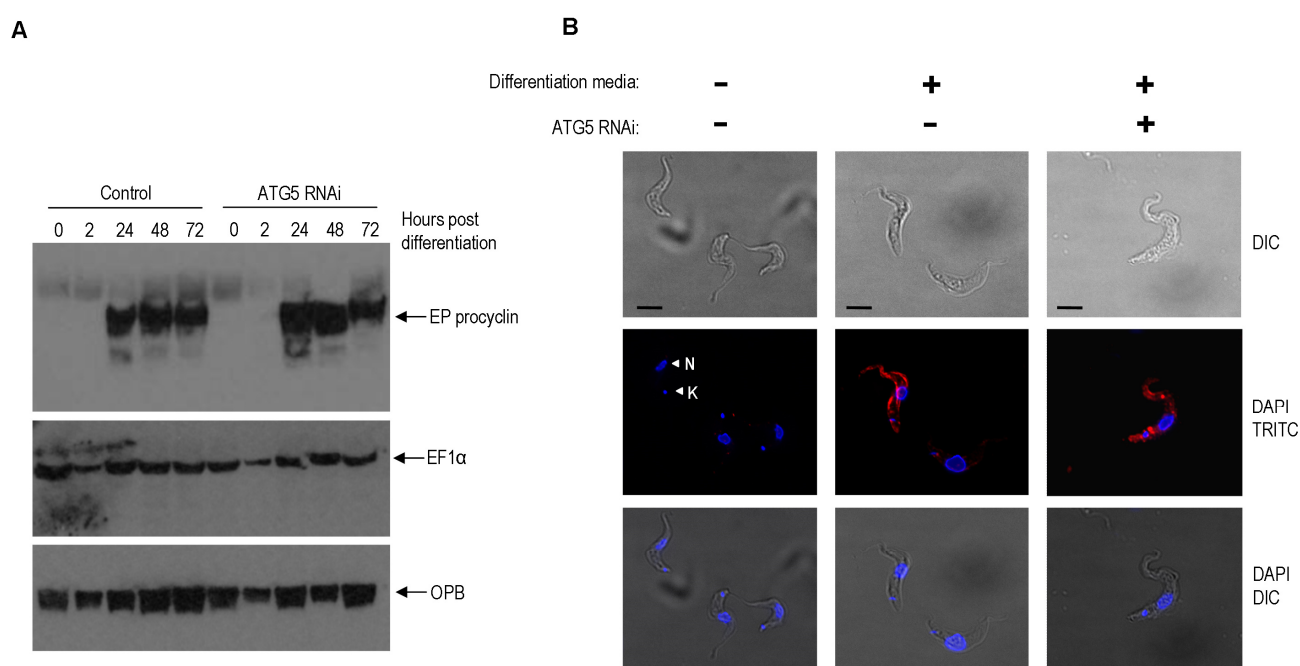 A
B
Differentiation media: - + +
ATG5 RNAi: - - +
Control ATG5 RNAi
0 2 24 48 72 0 2 24 48 72
Hours post
differentiation
EP procyclin
EF1α
OPB
DIC
N
K
DAPI
TRITC
DAPI
DIC